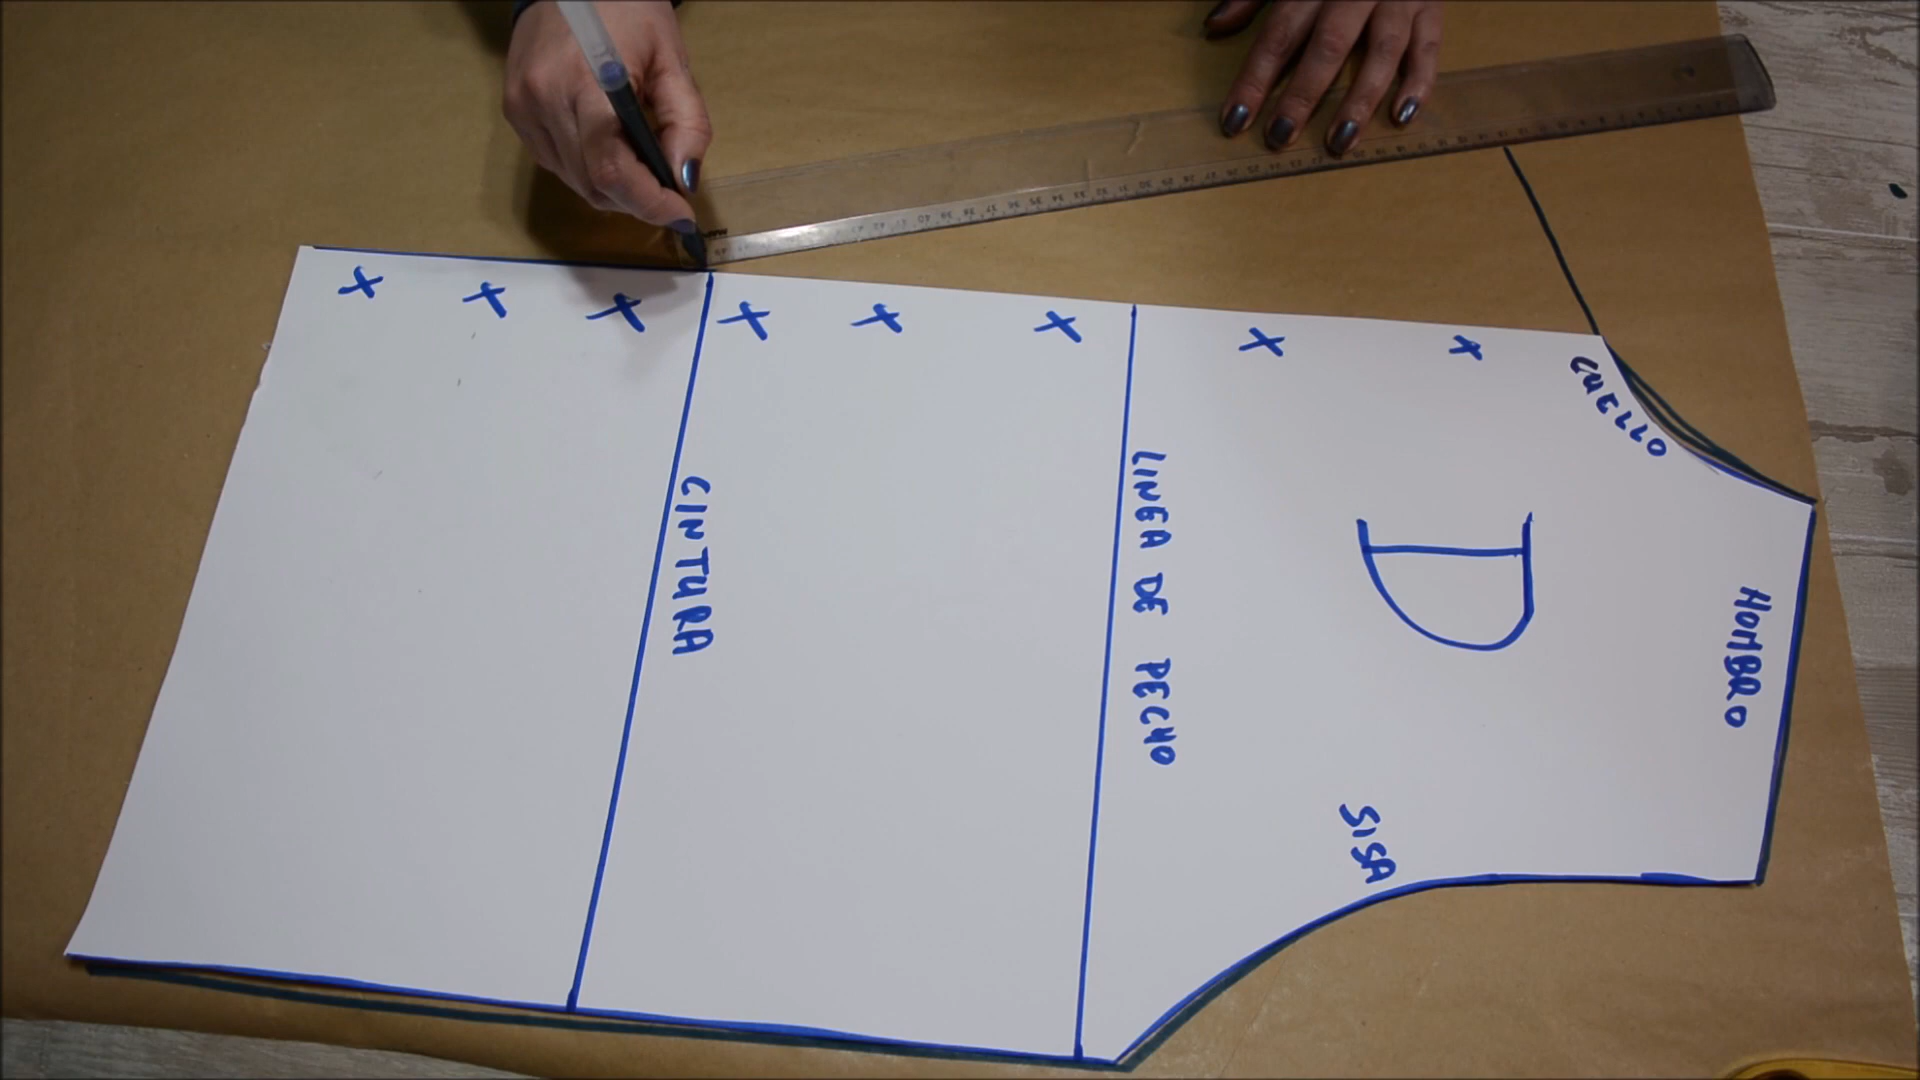 CUELLO
HOMBRO
D
SISA
LINEA DE PECHO
CINTURA